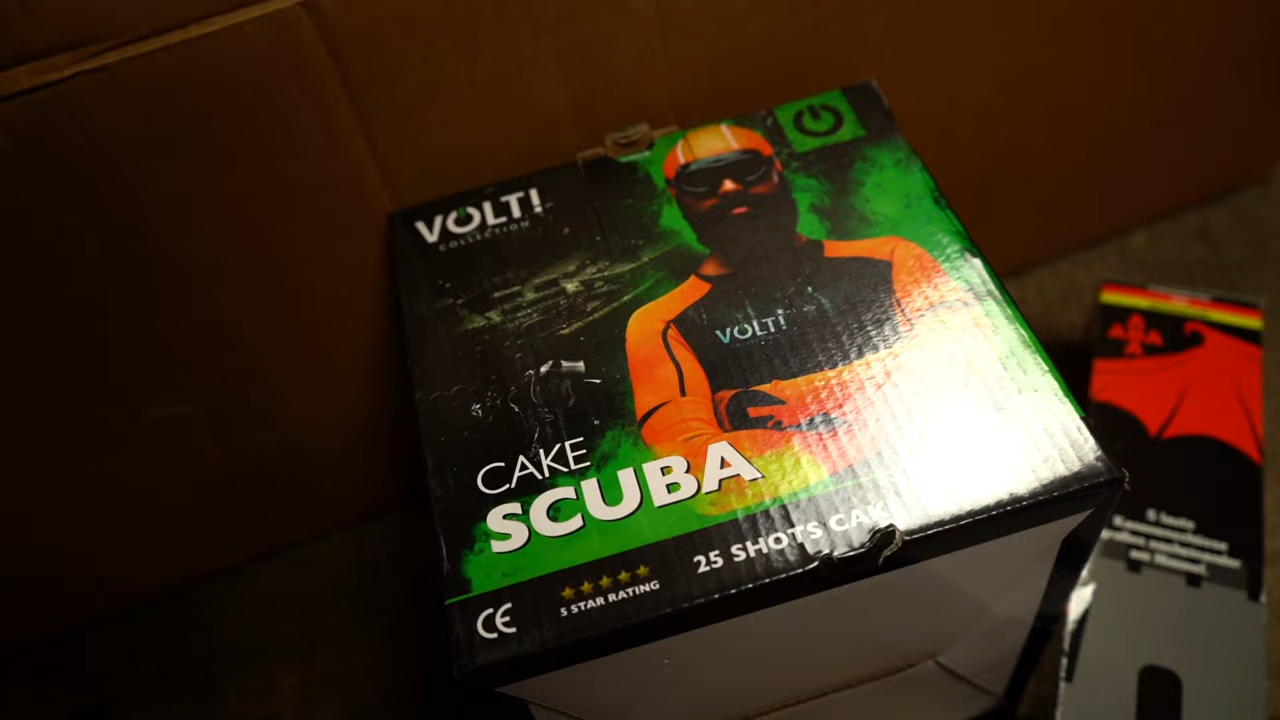 VOLT!
COLLECTION
VOLT!
CAKE
SCUBA
25 SHOTS CAK
5 STAR RATING
CE